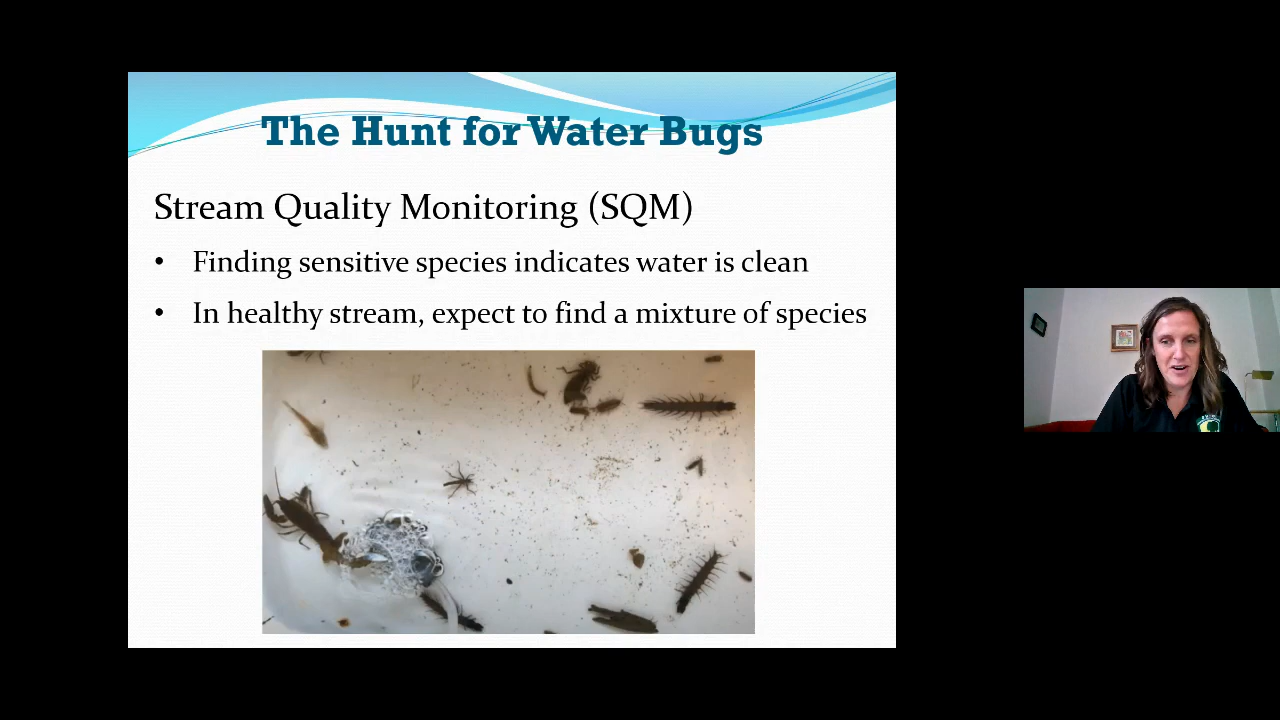 The Hunt for Water Bugs
Stream Quality Monitoring (SQM)
• Finding sensitive species indicates water is clean
• In healthy stream, expect to find a mixture of species